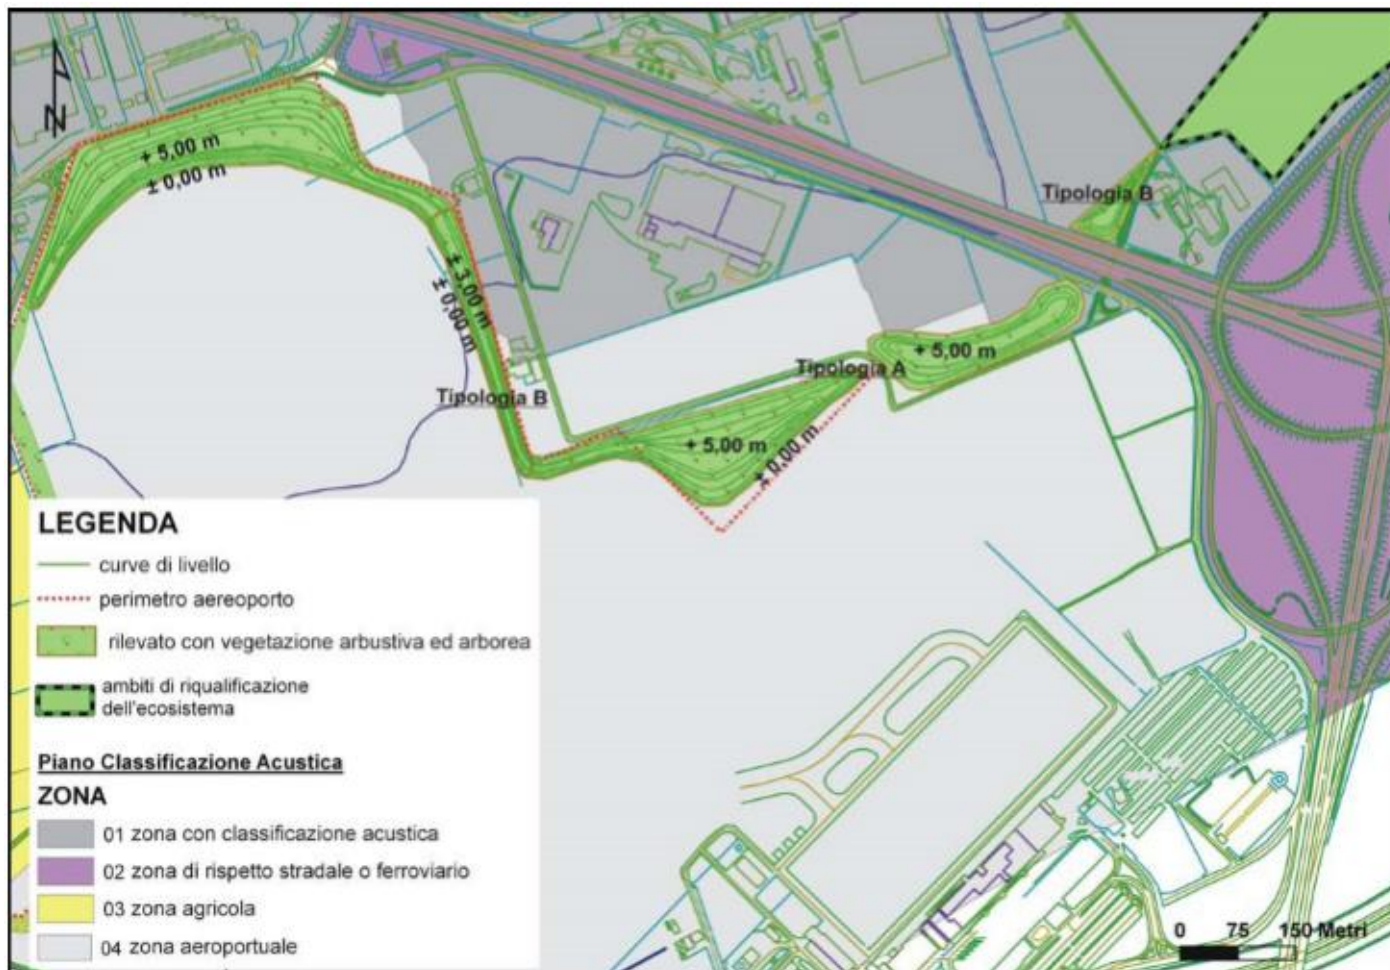 N
+ 5,00 m
± 0,00 m
Tipologia B
± 3,00 m
± 0,00 m
+ 5,00 m
Tipologia A
Tipologia B
+ 5,00 m
± 0,00 m
LEGENDA
curve di livello
perimetro aereoporto
rilevato con vegetazione arbustiva ed arborea
ambiti di riqualificazione
dell'ecosistema
Piano Classificazione Acustica
ZONA
01 zona con classificazione acustica
02 zona di rispetto stradale o ferroviario
03 zona agricola
04 zona aeroportuale
0 75 150 Metri